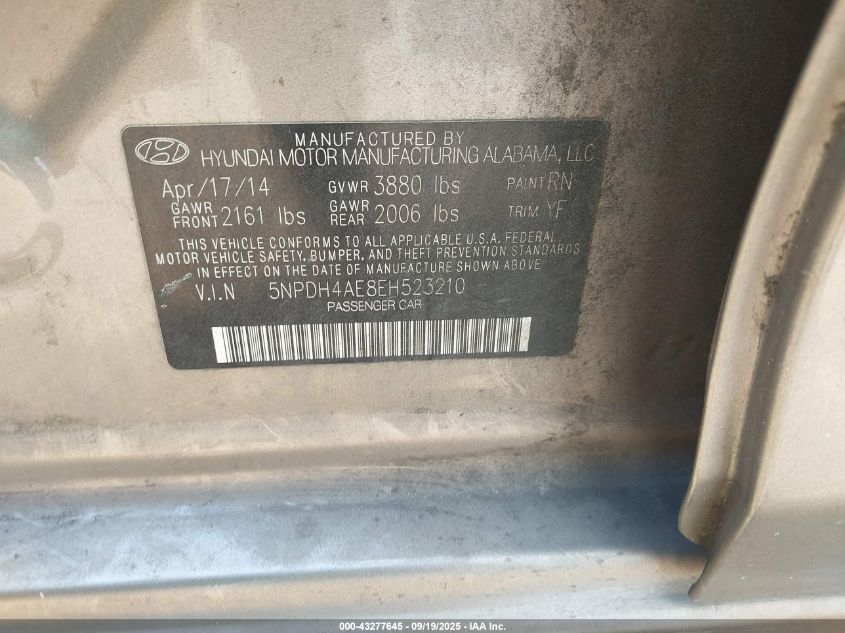 MANUFACTURED BY
HYUNDAI MOTOR MANUFACTURING ALABAMA, LLC
Apr/17/14 GVWR 3880 lbs PAINT RN
GAWR FRONT 2161 lbs GAWR REAR 2006 lbs TRIM YF
THIS VEHICLE CONFORMS TO ALL APPLICABLE U.S.A. FEDERAL
MOTOR VEHICLE SAFETY, BUMPER, AND THEFT PREVENTION STANDARDS
IN EFFECT ON THE DATE OF MANUFACTURE SHOWN ABOVE.
V.I.N 5NPDH4AE8EH523210
PASSENGER CAR
000-43277645 - 09/19/2025 - IAA Inc.